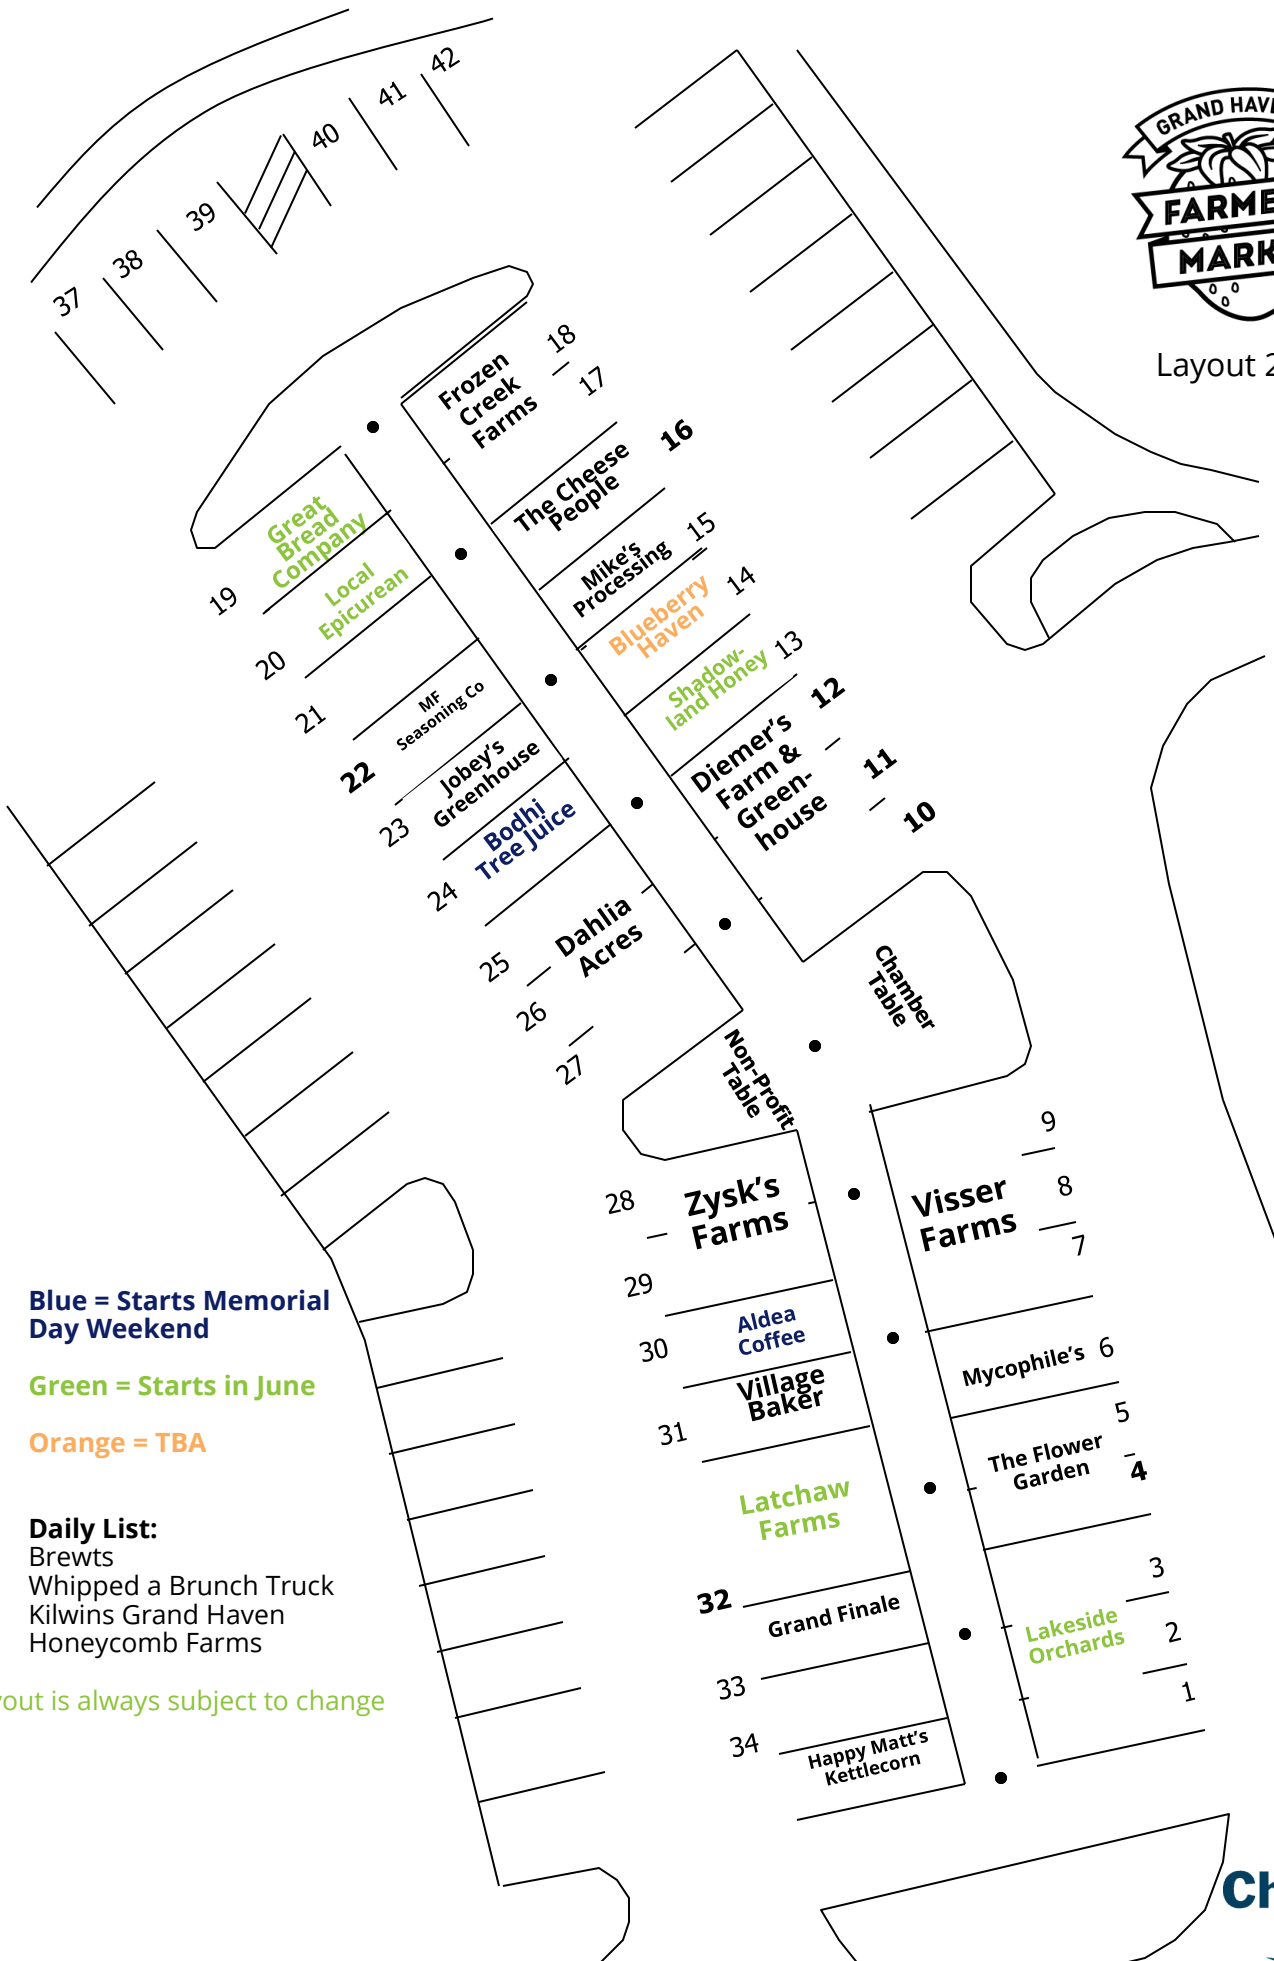 42
41
40
39
38
37
GRAND HAV
FARME
MARK
Layout 2
18
17
Frozen
Creek
Farms
16
The Cheese
People
15
Mike's
Processing
14
Blueberry
Haven
13
Shadow-
land Honey
12
11
10
Diemer's
Farm &
Green-
house
Great
Bread
Company
19
Local
Epicurean
20
21
MF
Seasoning Co
22
Jobey's
Greenhouse
23
Bodhi
Tree Juice
24
Dahlia
Acres
25
26
27
Chamber
Table
Non-Profit
Table
9
8
7
Visser
Farms
28
Zysk's
Farms
29
Aldea
Coffee
30
Village
Baker
31
Mycophile's 6
5
The Flower
Garden
4
Latchaw
Farms
32
Grand Finale
33
34
Happy Matt's
Kettlecorn
3
Lakeside
Orchards
2
1
Blue = Starts Memorial
Day Weekend
Green = Starts in June
Orange = TBA
Daily List:
Brewts
Whipped a Brunch Truck
Kilwins Grand Haven
Honeycomb Farms
yout is always subject to change
Ch